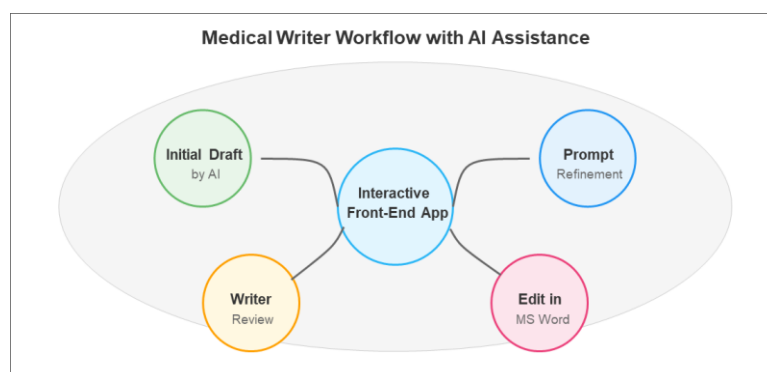 Medical Writer Workflow with AI Assistance
Initial Draft
by AI
Prompt
Refinement
Interactive
Front-End App
Writer
Review
Edit in
MS Word